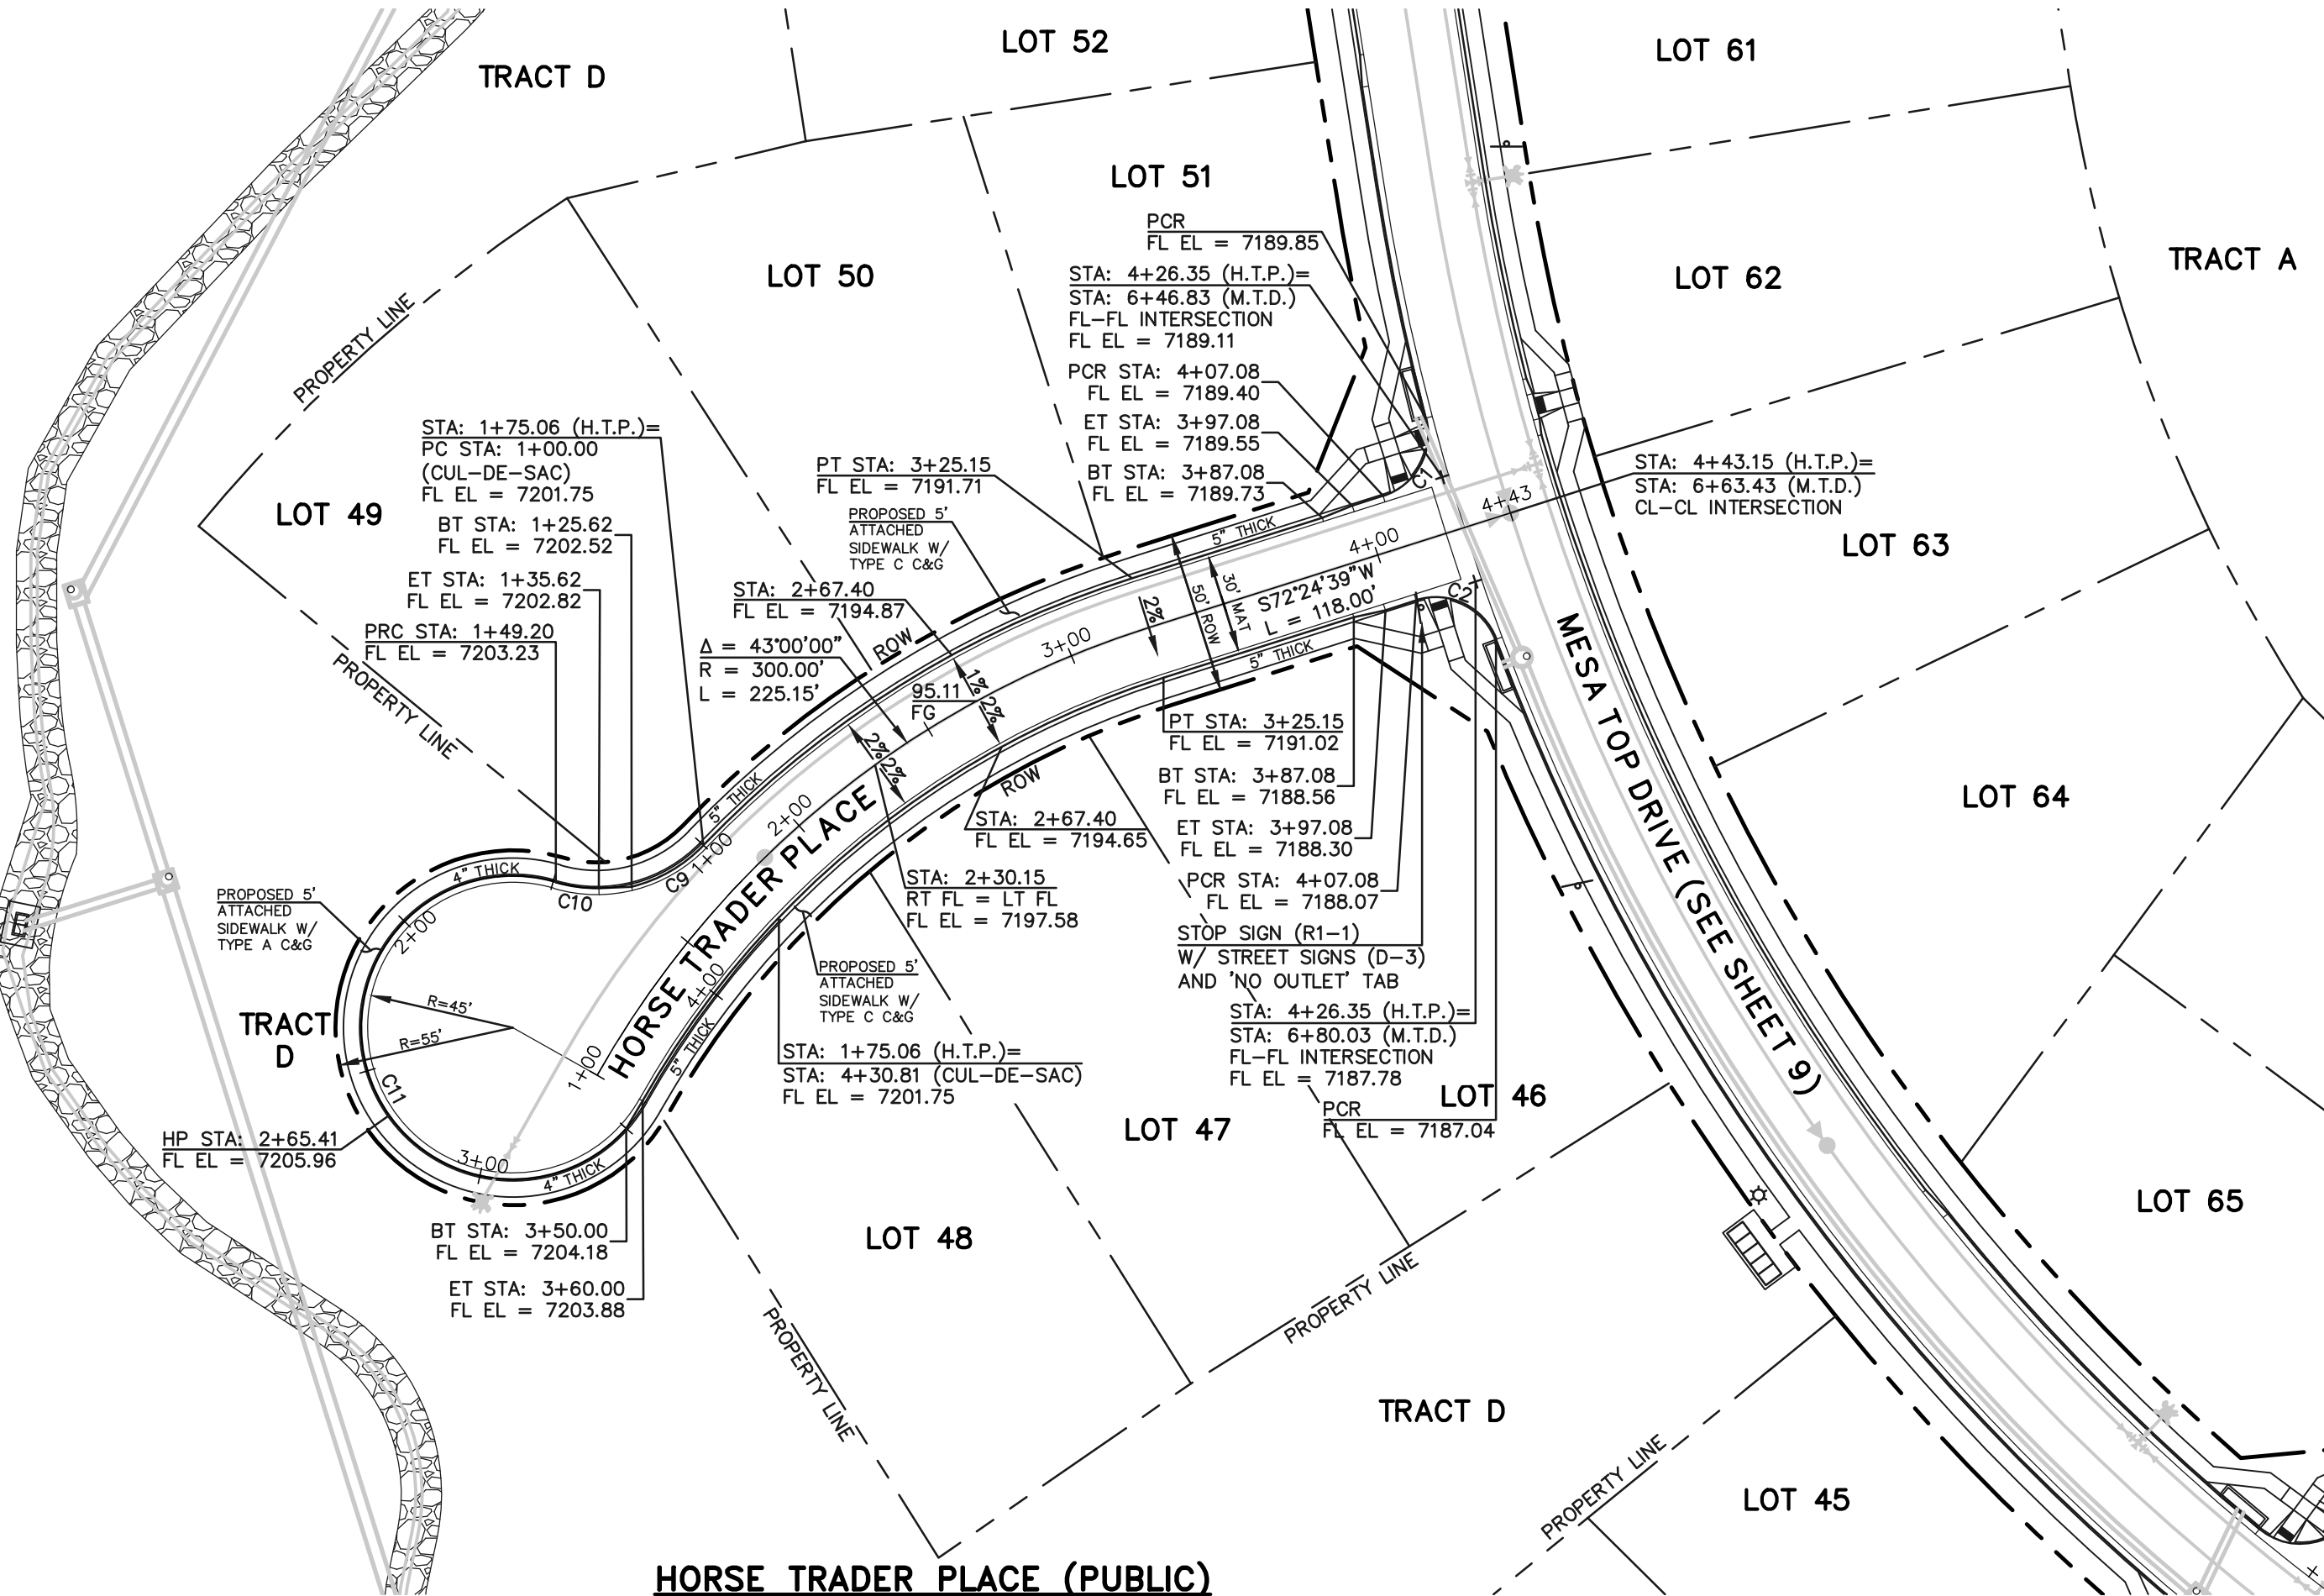 TRACT D
LOT 52
LOT 61
LOT 51
LOT 50
LOT 62
TRACT A
PCR
FL EL = 7189.85
STA: 4+26.35 (H.T.P.)=
STA: 6+46.83 (M.T.D.)
FL-FL INTERSECTION
FL EL = 7189.11
PCR STA: 4+07.08
FL EL = 7189.40
ET STA: 3+97.08
FL EL = 7189.55
BT STA: 3+87.08
FL EL = 7189.73
PROPERTY LINE
LOT 49
STA: 1+75.06 (H.T.P.)=
PC STA: 1+00.00
(CUL-DE-SAC)
FL EL = 7201.75
BT STA: 1+25.62
FL EL = 7202.52
ET STA: 1+35.62
FL EL = 7202.82
PRC STA: 1+49.20
FL EL = 7203.23
PROPERTY LINE
PT STA: 3+25.15
FL EL = 7191.71
PROPOSED 5'
ATTACHED
SIDEWALK W/
TYPE C C&G
STA: 2+67.40
FL EL = 7194.87
Δ = 43°00'00"
R = 300.00'
L = 225.15'
ROW
95.11
FG
1%
2%
2%
2%
2%
3+00
5" THICK
50' ROW
30' MAT
S72°24'39"W
L = 118.00'
4+00
4+43
5" THICK
C1
C2
STA: 4+43.15 (H.T.P.)=
STA: 6+63.43 (M.T.D.)
CL-CL INTERSECTION
LOT 63
LOT 64
MESA TOP DRIVE (SEE SHEET 9)
5" THICK
2+00
HORSE TRADER PLACE
ROW
C9
1+00
C10
4" THICK
PROPOSED 5'
ATTACHED
SIDEWALK W/
TYPE A C&G
2+00
R=45'
R=55'
TRACT
D
C11
HP STA: 2+65.41
FL EL = 7205.96
3+00
4" THICK
1+00
4+00
5" THICK
BT STA: 3+50.00
FL EL = 7204.18
ET STA: 3+60.00
FL EL = 7203.88
STA: 2+67.40
FL EL = 7194.65
STA: 2+30.15
RT FL = LT FL
FL EL = 7197.58
PROPOSED 5'
ATTACHED
SIDEWALK W/
TYPE C C&G
STA: 1+75.06 (H.T.P.)=
STA: 4+30.81 (CUL-DE-SAC)
FL EL = 7201.75
PT STA: 3+25.15
FL EL = 7191.02
BT STA: 3+87.08
FL EL = 7188.56
ET STA: 3+97.08
FL EL = 7188.30
PCR STA: 4+07.08
FL EL = 7188.07
STOP SIGN (R1-1)
W/ STREET SIGNS (D-3)
AND 'NO OUTLET' TAB
STA: 4+26.35 (H.T.P.)=
STA: 6+80.03 (M.T.D.)
FL-FL INTERSECTION
FL EL = 7187.78
PCR
FL EL = 7187.04
LOT 46
LOT 47
LOT 48
LOT 65
E
PROPERTY LINE
PROPERTY LINE
TRACT D
PROPERTY LINE
LOT 45
HORSE TRADER PLACE (PUBLIC)